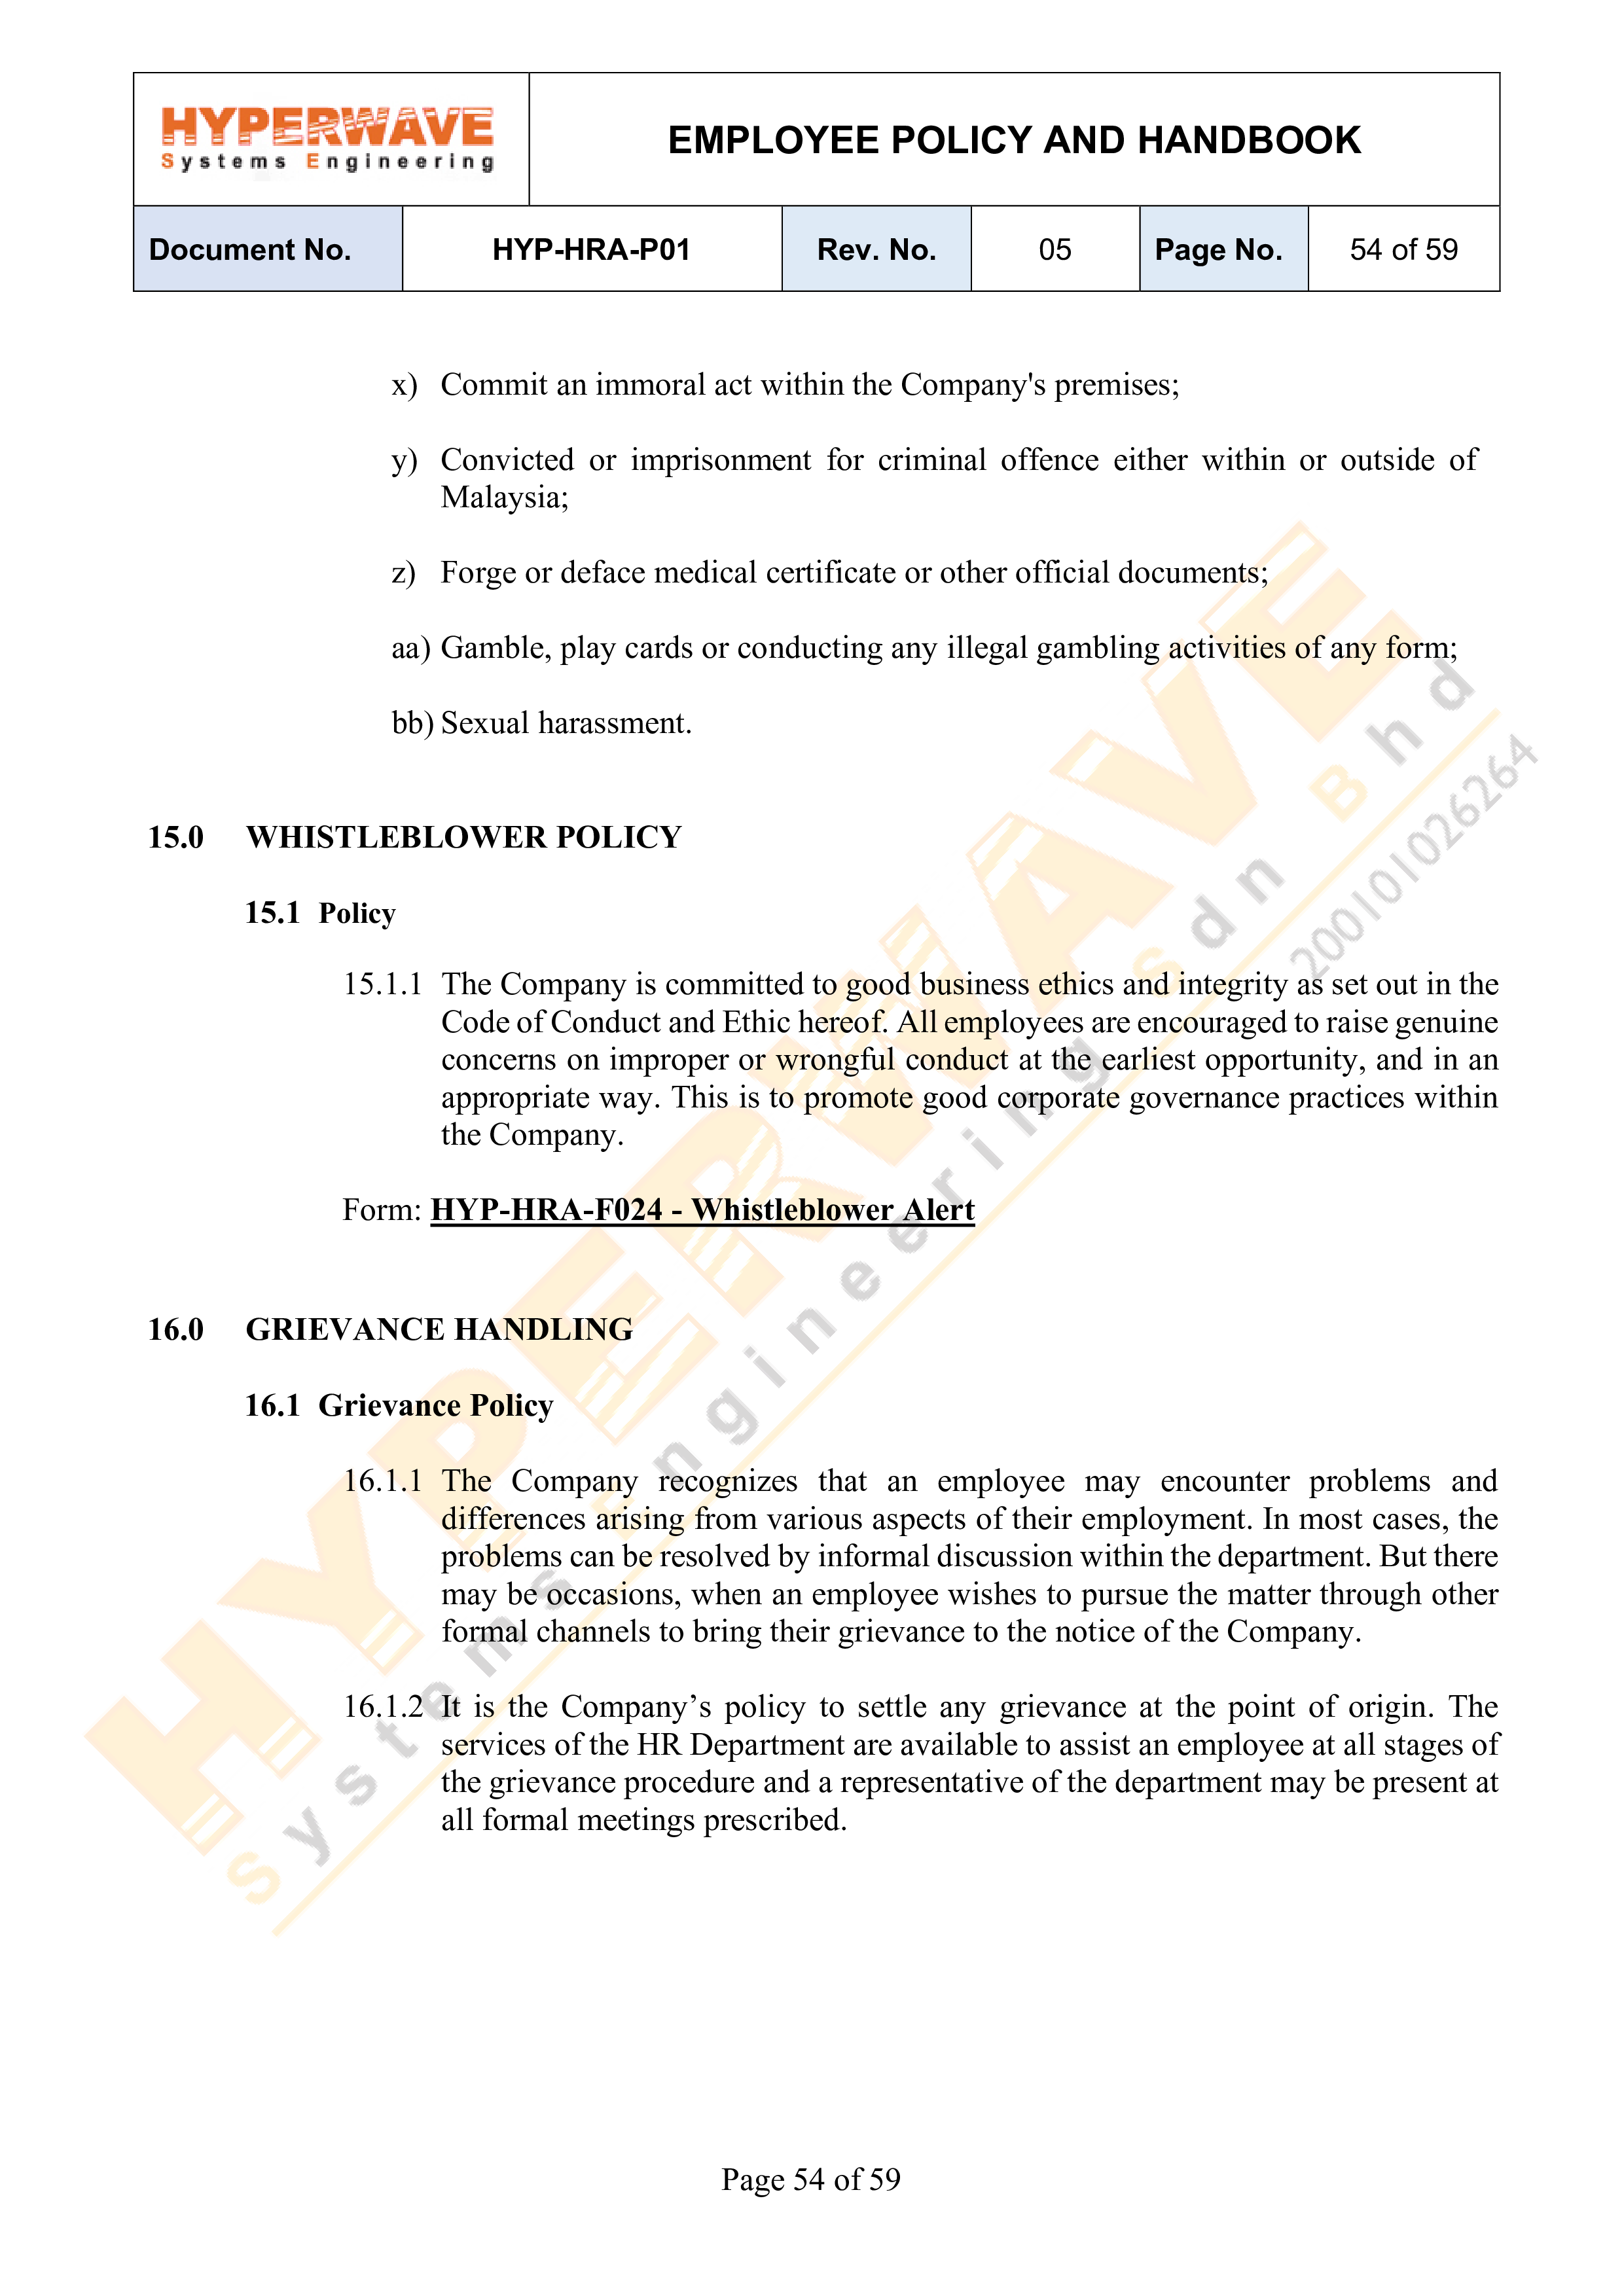 HYPERWAVE
Systems Engineering
EMPLOYEE POLICY AND HANDBOOK
Document No.
HYP-HRA-P01
Rev. No.
05
Page No.
54 of 59
x) Commit an immoral act within the Company's premises;
y) Convicted or imprisonment for criminal offence either within or outside of
Malaysia;
z) Forge or deface medical certificate or other official documents;
aa) Gamble, play cards or conducting any illegal gambling activities of any form;
bb) Sexual harassment.
15.0 WHISTLEBLOWER POLICY
15.1 Policy
15.1.1 The Company is committed to good business ethics and integrity as set out in the
Code of Conduct and Ethic hereof. All employees are encouraged to raise genuine
concerns on improper or wrongful conduct at the earliest opportunity, and in an
appropriate way. This is to promote good corporate governance practices within
the Company.
Form: HYP-HRA-F024 - Whistleblower Alert
16.0 GRIEVANCE HANDLING
16.1 Grievance Policy
16.1.1 The Company recognizes that an employee may encounter problems and
differences arising from various aspects of their employment. In most cases, the
problems can be resolved by informal discussion within the department. But there
may be occasions, when an employee wishes to pursue the matter through other
formal channels to bring their grievance to the notice of the Company.
16.1.2 It is the Company’s policy to settle any grievance at the point of origin. The
services of the HR Department are available to assist an employee at all stages of
the grievance procedure and a representative of the department may be present at
all formal meetings prescribed.
HYPERWAVE
Systems Engineering Sdn Bhd
200101026264
Page 54 of 59